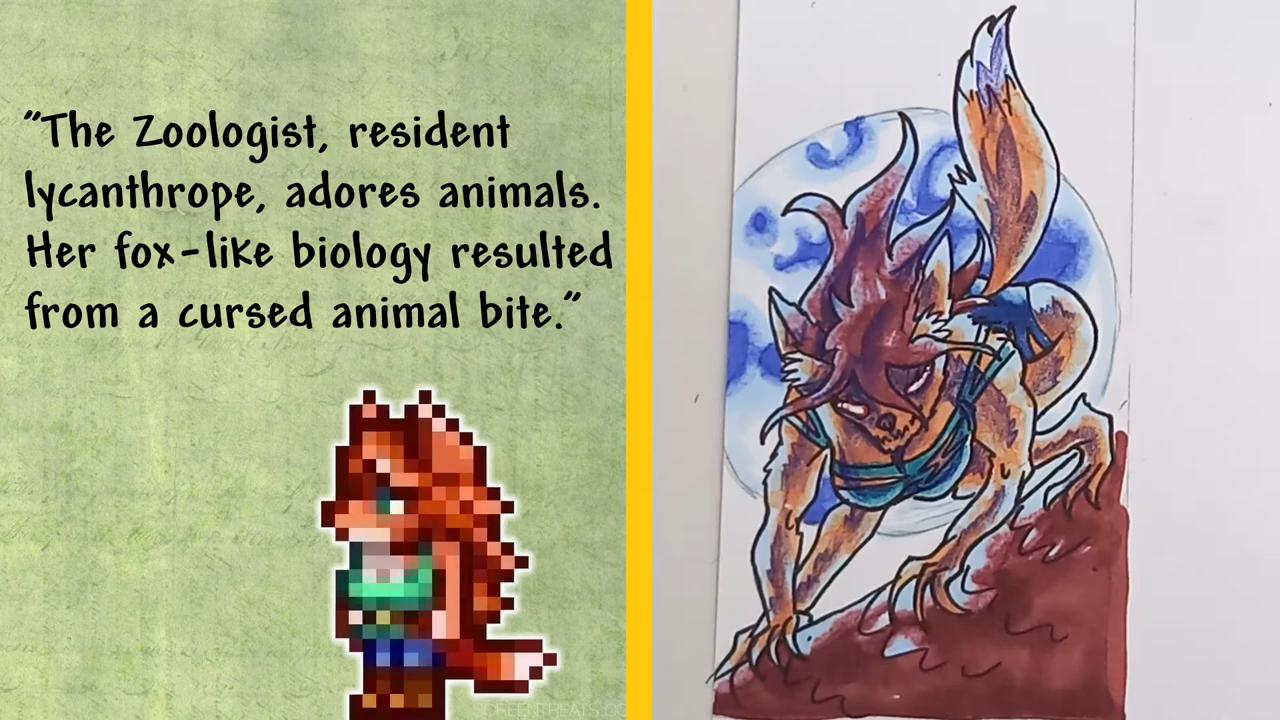 "The Zoologist, resident
lycanthrope, adores animals.
Her fox-like biology resulted
from a cursed animal bite."